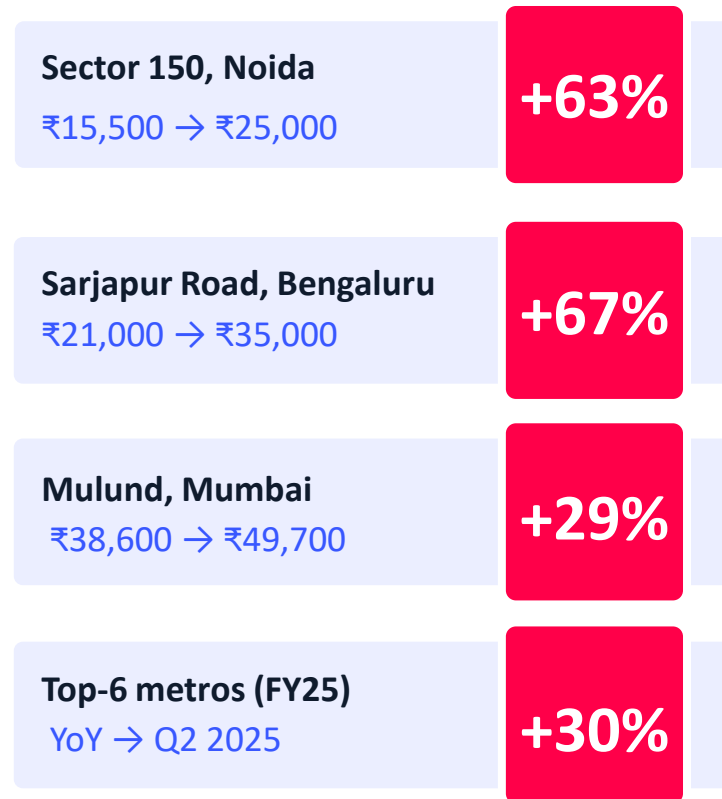 Sector 150, Noida
₹15,500 → ₹25,000
+63%
Sarjapur Road, Bengaluru
₹21,000 → ₹35,000
+67%
Mulund, Mumbai
₹38,600 → ₹49,700
+29%
Top-6 metros (FY25)
YoY → Q2 2025
+30%